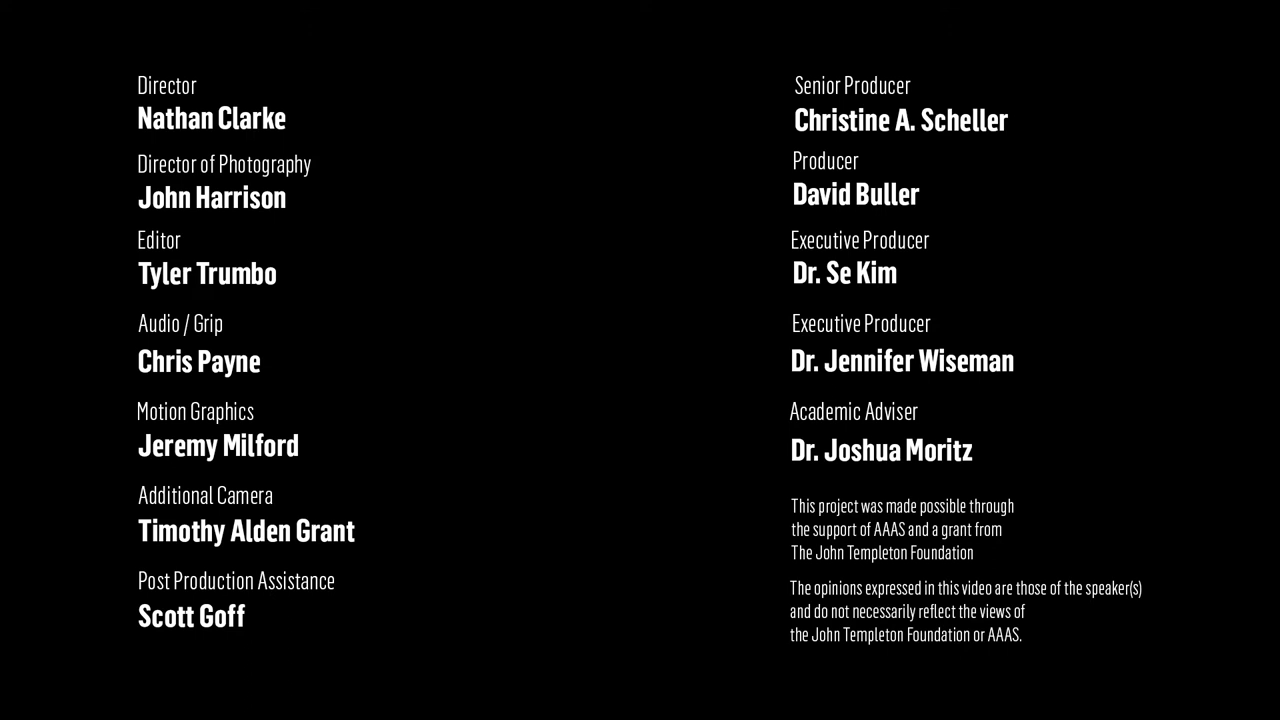 Director
Nathan Clarke
Director of Photography
John Harrison
Editor
Tyler Trumbo
Audio / Grip
Chris Payne
Motion Graphics
Jeremy Milford
Additional Camera
Timothy Alden Grant
Post Production Assistance
Scott Goff
Senior Producer
Christine A. Scheller
Producer
David Buller
Executive Producer
Dr. Se Kim
Executive Producer
Dr. Jennifer Wiseman
Academic Adviser
Dr. Joshua Moritz
This project was made possible through
the support of AAAS and a grant from
The John Templeton Foundation
The opinions expressed in this video are those of the speaker(s)
and do not necessarily reflect the views of
the John Templeton Foundation or AAAS.